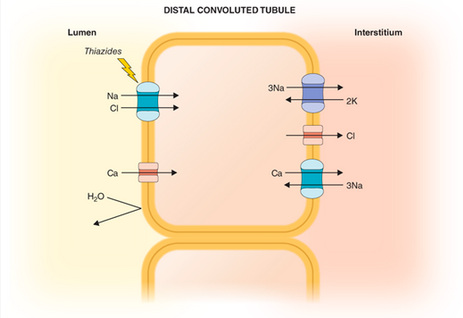 DISTAL CONVOLUTED TUBULE
Lumen
Interstitium
Thiazides
Na
Cl
3Na
2K
Cl
Ca
Ca
3Na
H₂O